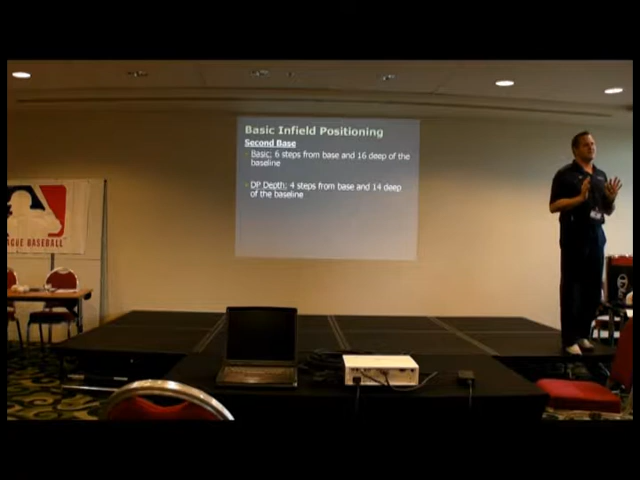 Basic Infield Positioning
Second Base
Basic: 6 steps from base and 16 deep of the
baseline
DP Depth: 4 steps from base and 14 deep
of the baseline
GUE BASEBALL